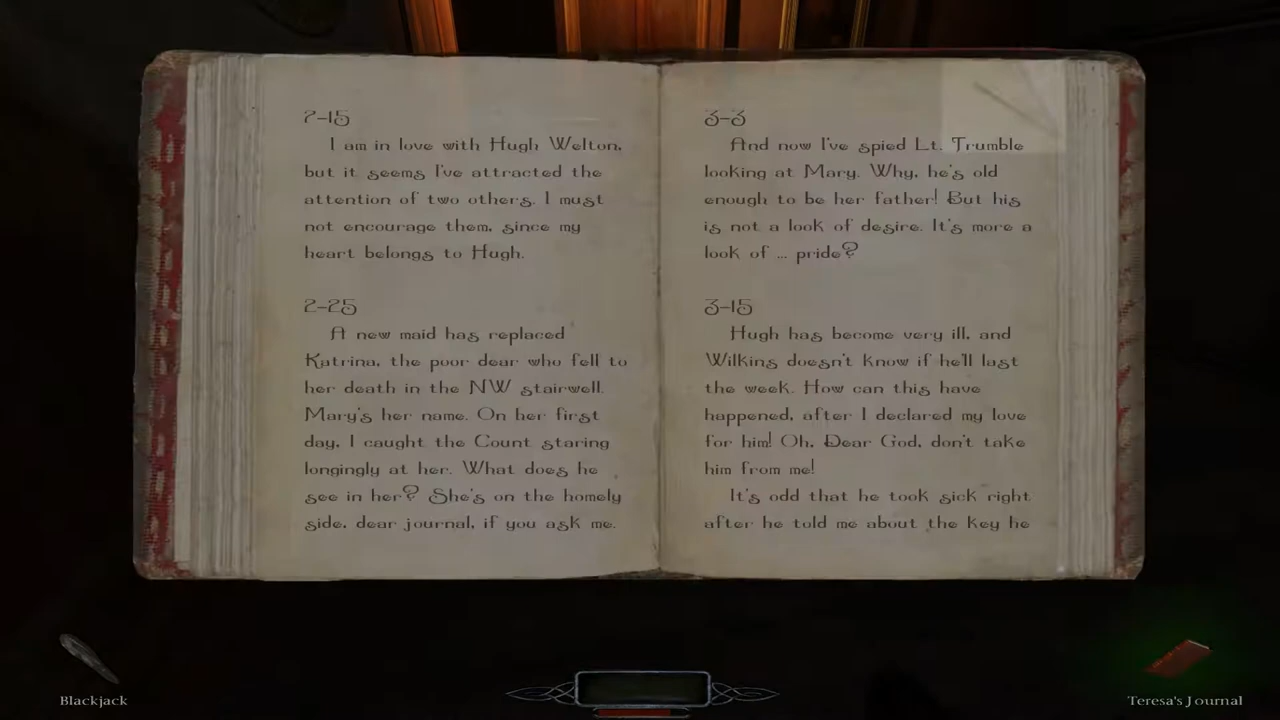 2-15
I am in love with Hugh Welton,
but it seems I've attracted the
attention of two others. I must
not encourage them, since my
heart belongs to Hugh.
2-25
A new maid has replaced
Katrina, the poor dear who fell to
her death in the NW stairwell.
Mary's her name. On her first
day, I caught the Count staring
longingly at her. What does he
see in her? She's on the homely
side, dear journal, if you ask me.
3-3
And now I've spied Lt. Trumble
looking at Mary. Why, he's old
enough to be her father! But his
is not a look of desire. It's more a
look of ... pride?
3-15
Hugh has become very ill, and
Wilkins doesn't know if he'll last
the week. How can this have
happened, after I declared my love
for him! Oh, Dear God, don't take
him from me!
It's odd that he took sick right
after he told me about the key he
Blackjack
Teresa's Journal